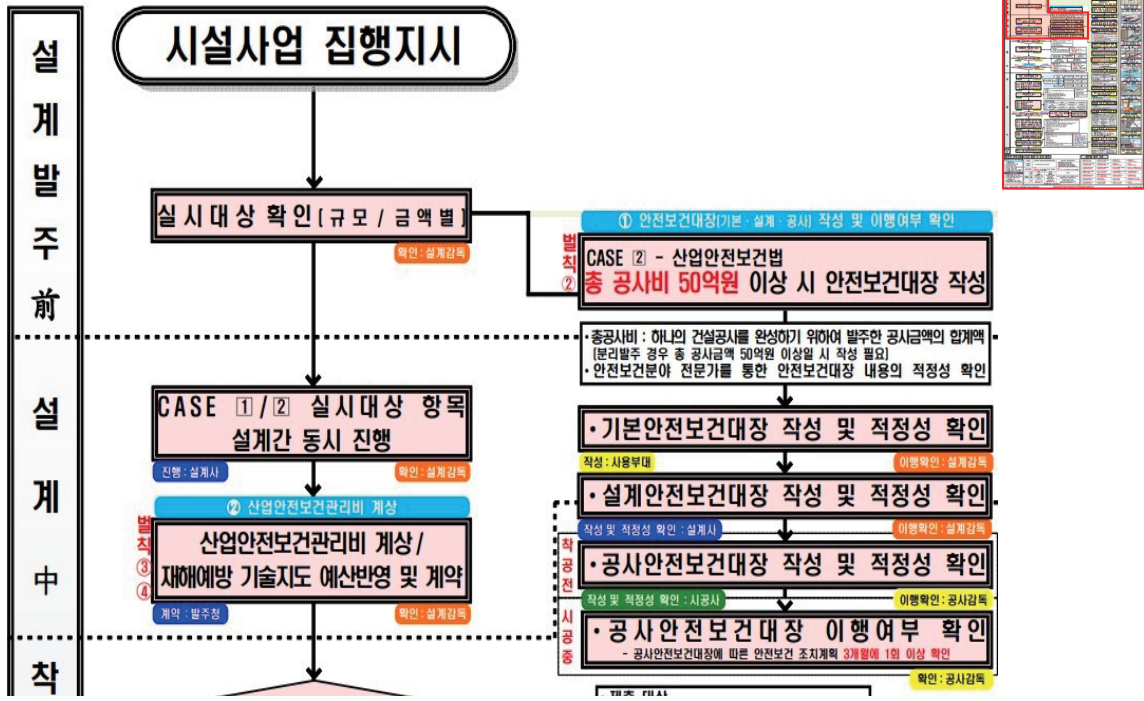 설계발주前
시설사업 집행지시
실시대상 확인(규모 / 금액별)
확인 : 설계감독
① 안전보건대장(기본 · 설계 · 공사) 작성 및 이행여부 확인
벌칙②
CASE ② - 산업안전보건법
총 공사비 50억원 이상 시 안전보건대장 작성
· 총공사비 : 하나의 건설공사를 완성하기 위하여 발주한 공사금액의 합계액
(분리발주 경우 총 공사금액 50억원 이상일 시 작성 필요)
· 안전보건분야 전문가를 통한 안전보건대장 내용의 적정성 확인
설계中
CASE ①/② 실시대상 항목
설계간 동시 진행
진행 : 설계사
확인 : 설계감독
② 산업안전보건관리비 계상
벌칙③④
산업안전보건관리비 계상/
재해예방 기술지도 예산반영 및 계약
계약 : 발주청
확인 : 설계감독
· 기본안전보건대장 작성 및 적정성 확인
작성 : 사용부대
이행확인 : 설계감독
· 설계안전보건대장 작성 및 적정성 확인
작성 및 적정성 확인 : 설계사
이행확인 : 설계감독
착공전
· 공사안전보건대장 작성 및 적정성 확인
작성 및 적정성 확인 : 시공사
이행확인 : 공사감독
시공중
· 공사안전보건대장 이행여부 확인
- 공사안전보건대장에 따른 안전보건 조치계획 3개월에 1회 이상 확인
확인 : 공사감독
착